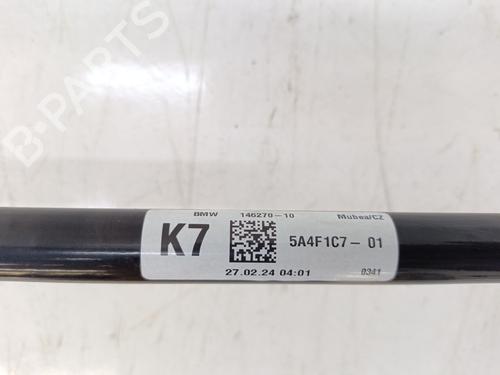 B-PARTS
BMW 146270-10 Mubea/CZ
K7 5A4F1C7-01
27.02.24 04:01 0341